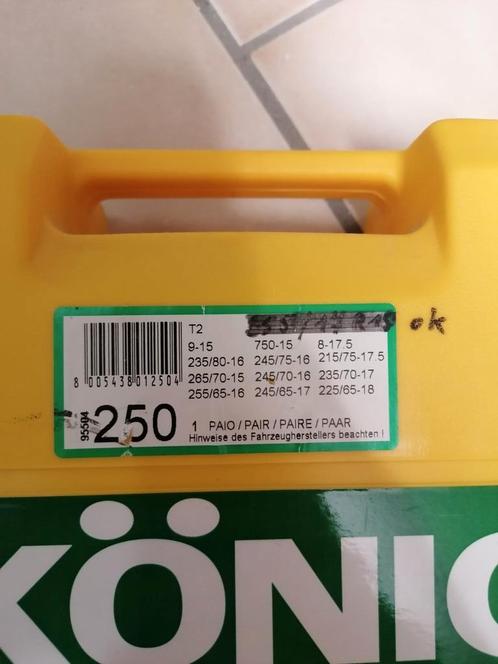 T2 ok
9-15 750-15 8-17.5
235/80-16 245/75-16 215/75-17.5
265/70-15 245/70-16 235/70-17
255/65-16 245/65-17 225/65-18
8 005438 012504
95504
250
1 PAIO / PAIR / PAIRE / PAAR
Hinweise des Fahrzeugherstellers beachten !
KÖNIG